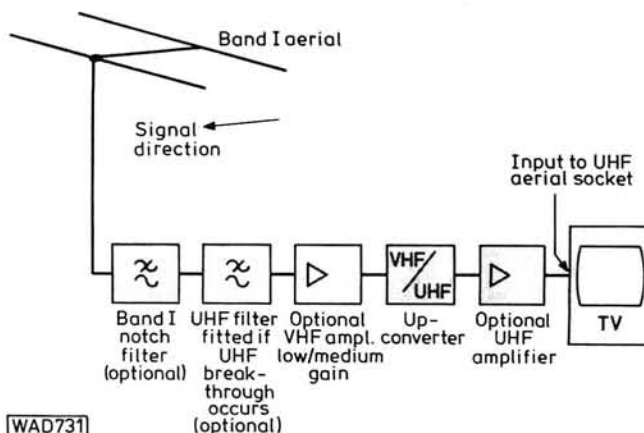 Band I aerial
Signal
direction
Input to UHF
aerial socket
VHF
UHF
TV
Band I
notch
filter
(optional)
UHF filter
fitted if
UHF
break-
through
occurs
(optional)
Optional
VHF ampl.
low/medium
gain
Up-
converter
Optional
UHF
amplifier
WAD731